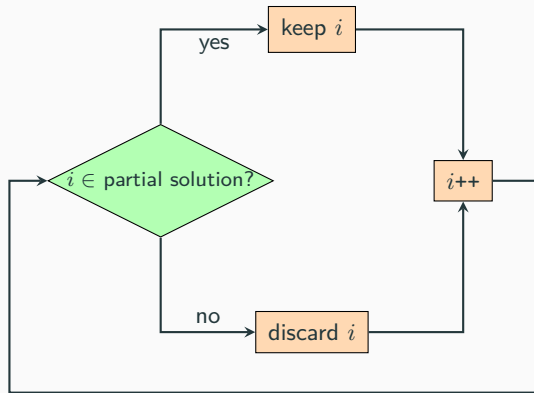 keep i
yes
i ∈ partial solution?
i++
no
discard i